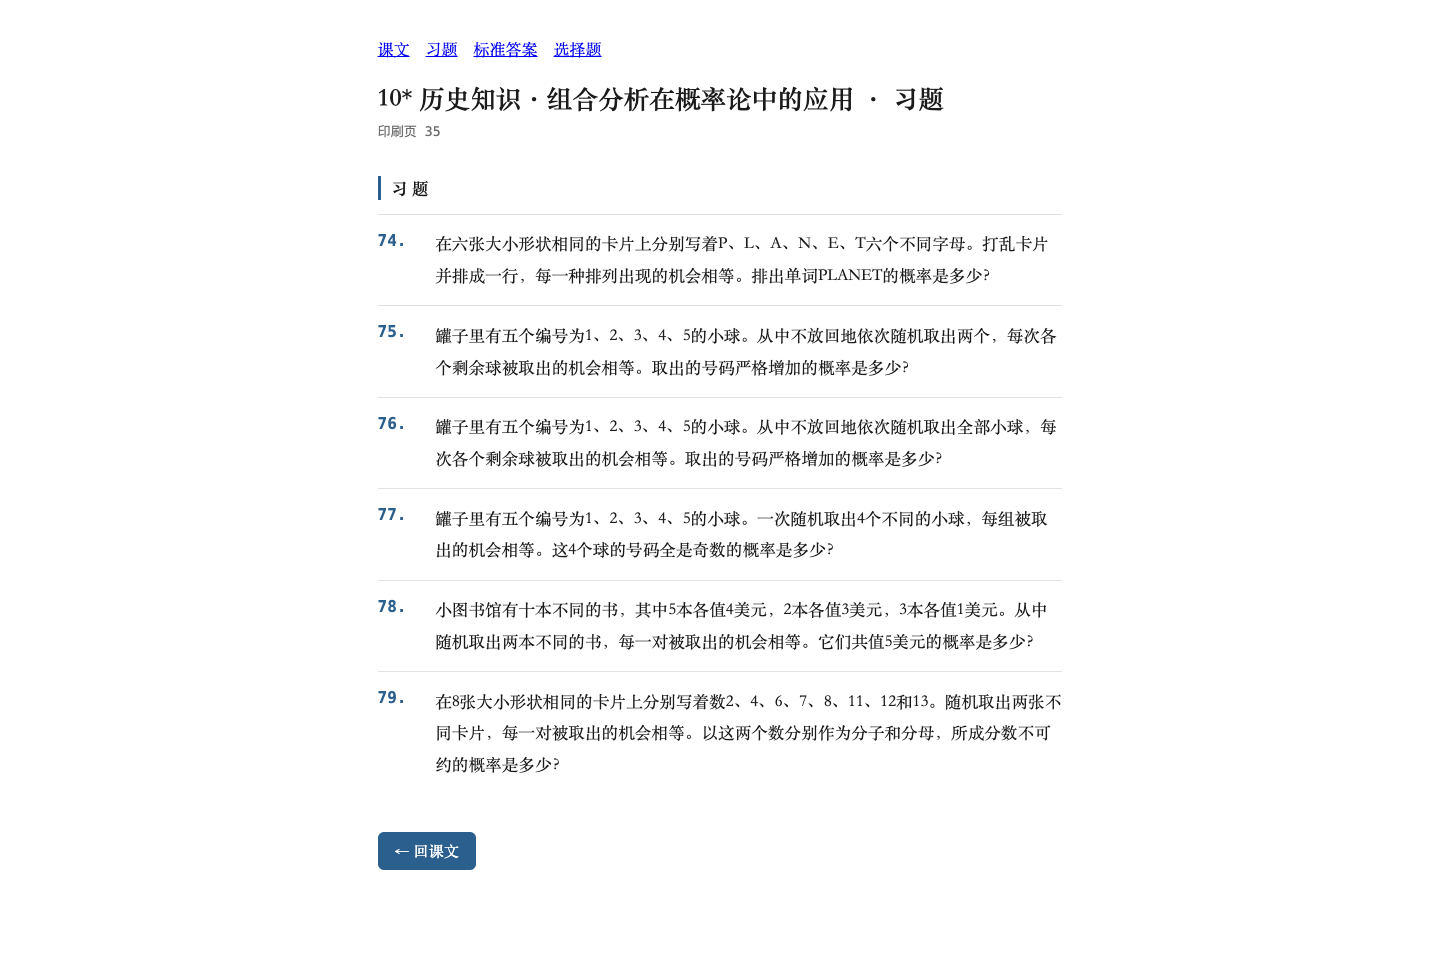 课文 习题 标准答案 选择题
10* 历史知识 · 组合分析在概率论中的应用 · 习题
印刷页 35
习 题
74. 在六张大小形状相同的卡片上分别写着P、L、A、N、E、T六个不同字母。打乱卡片
并排成一行，每一种排列出现的机会相等。排出单词PLANET的概率是多少?
75. 罐子里有五个编号为1、2、3、4、5的小球。从中不放回地依次随机取出两个，每次各
个剩余球被取出的机会相等。取出的号码严格增加的概率是多少?
76. 罐子里有五个编号为1、2、3、4、5的小球。从中不放回地依次随机取出全部小球，每
次各个剩余球被取出的机会相等。取出的号码严格增加的概率是多少?
77. 罐子里有五个编号为1、2、3、4、5的小球。一次随机取出4个不同的小球，每组被取
出的机会相等。这4个球的号码全是奇数的概率是多少?
78. 小图书馆有十本不同的书，其中5本各值4美元，2本各值3美元，3本各值1美元。从中
随机取出两本不同的书，每一对被取出的机会相等。它们共值5美元的概率是多少?
79. 在8张大小形状相同的卡片上分别写着数2、4、6、7、8、11、12和13。随机取出两张不
同卡片，每一对被取出的机会相等。以这两个数分别作为分子和分母，所成分数不可
约的概率是多少?
← 回课文